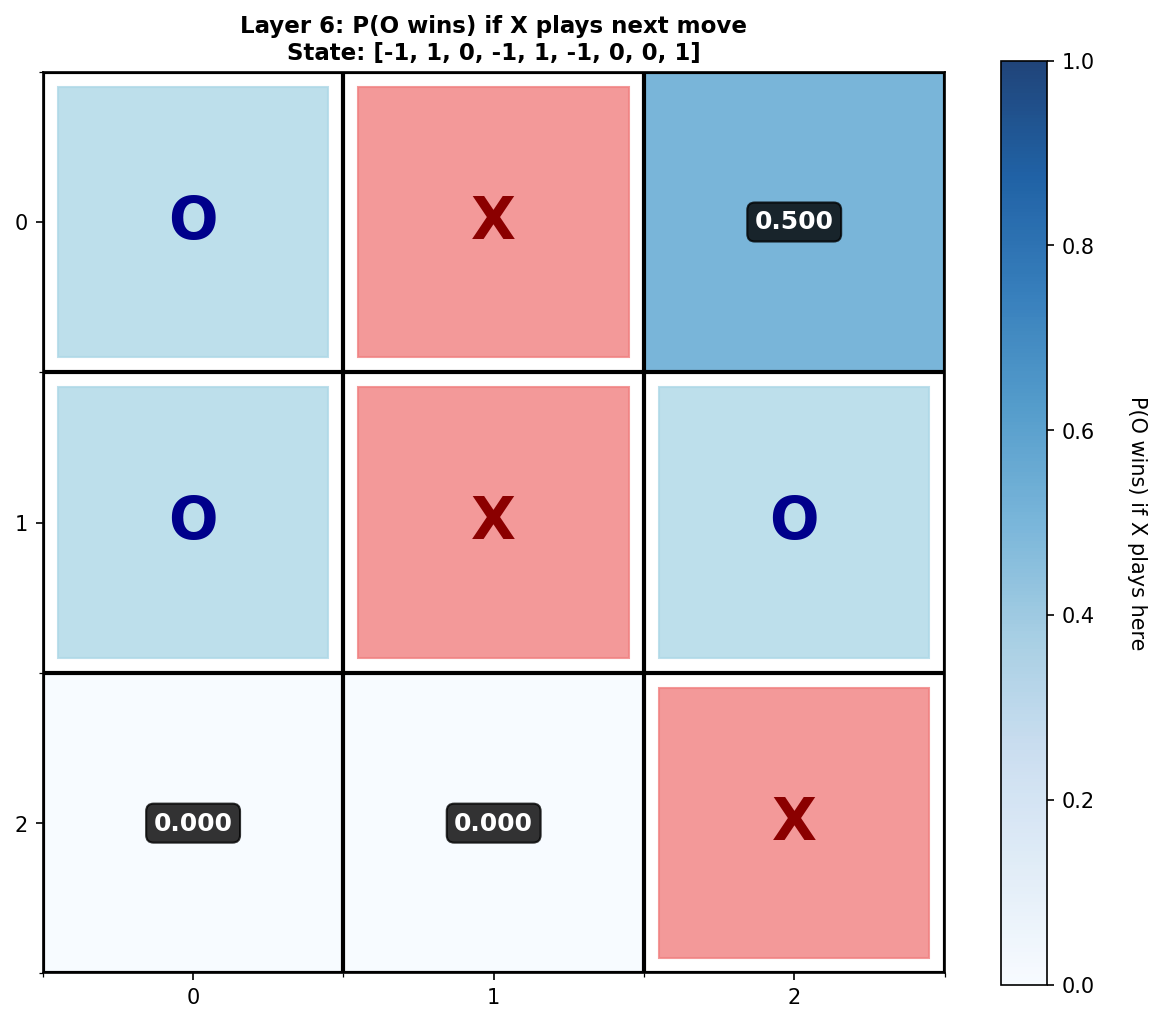 Layer 6: P(O wins) if X plays next move
State: [-1, 1, 0, -1, 1, -1, 0, 0, 1]
0
O
X
0.500
1
O
X
O
2
0.000
0.000
X
0
1
2
1.0
0.8
0.6
0.4
0.2
0.0
P(O wins) if X plays here